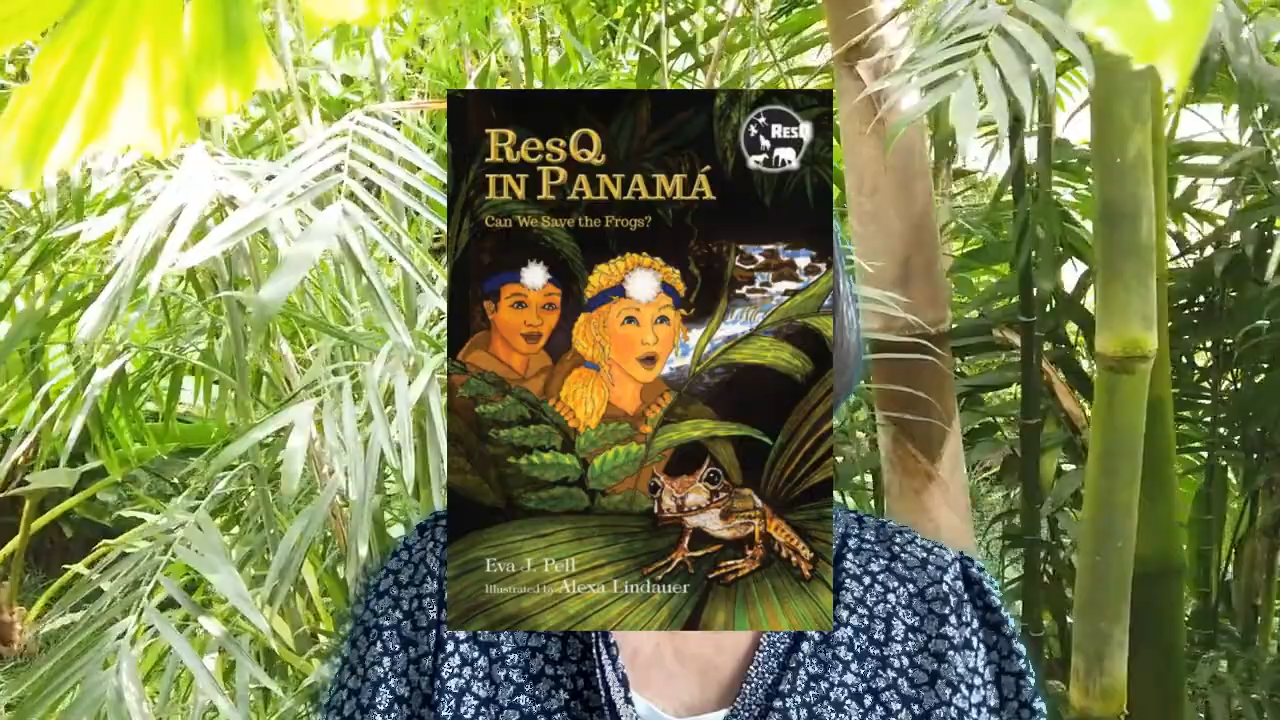 ResQ
ResQ
IN PANAMÁ
Can We Save the Frogs?
Eva J. Pell
Illustrated by Alexa Lindauer